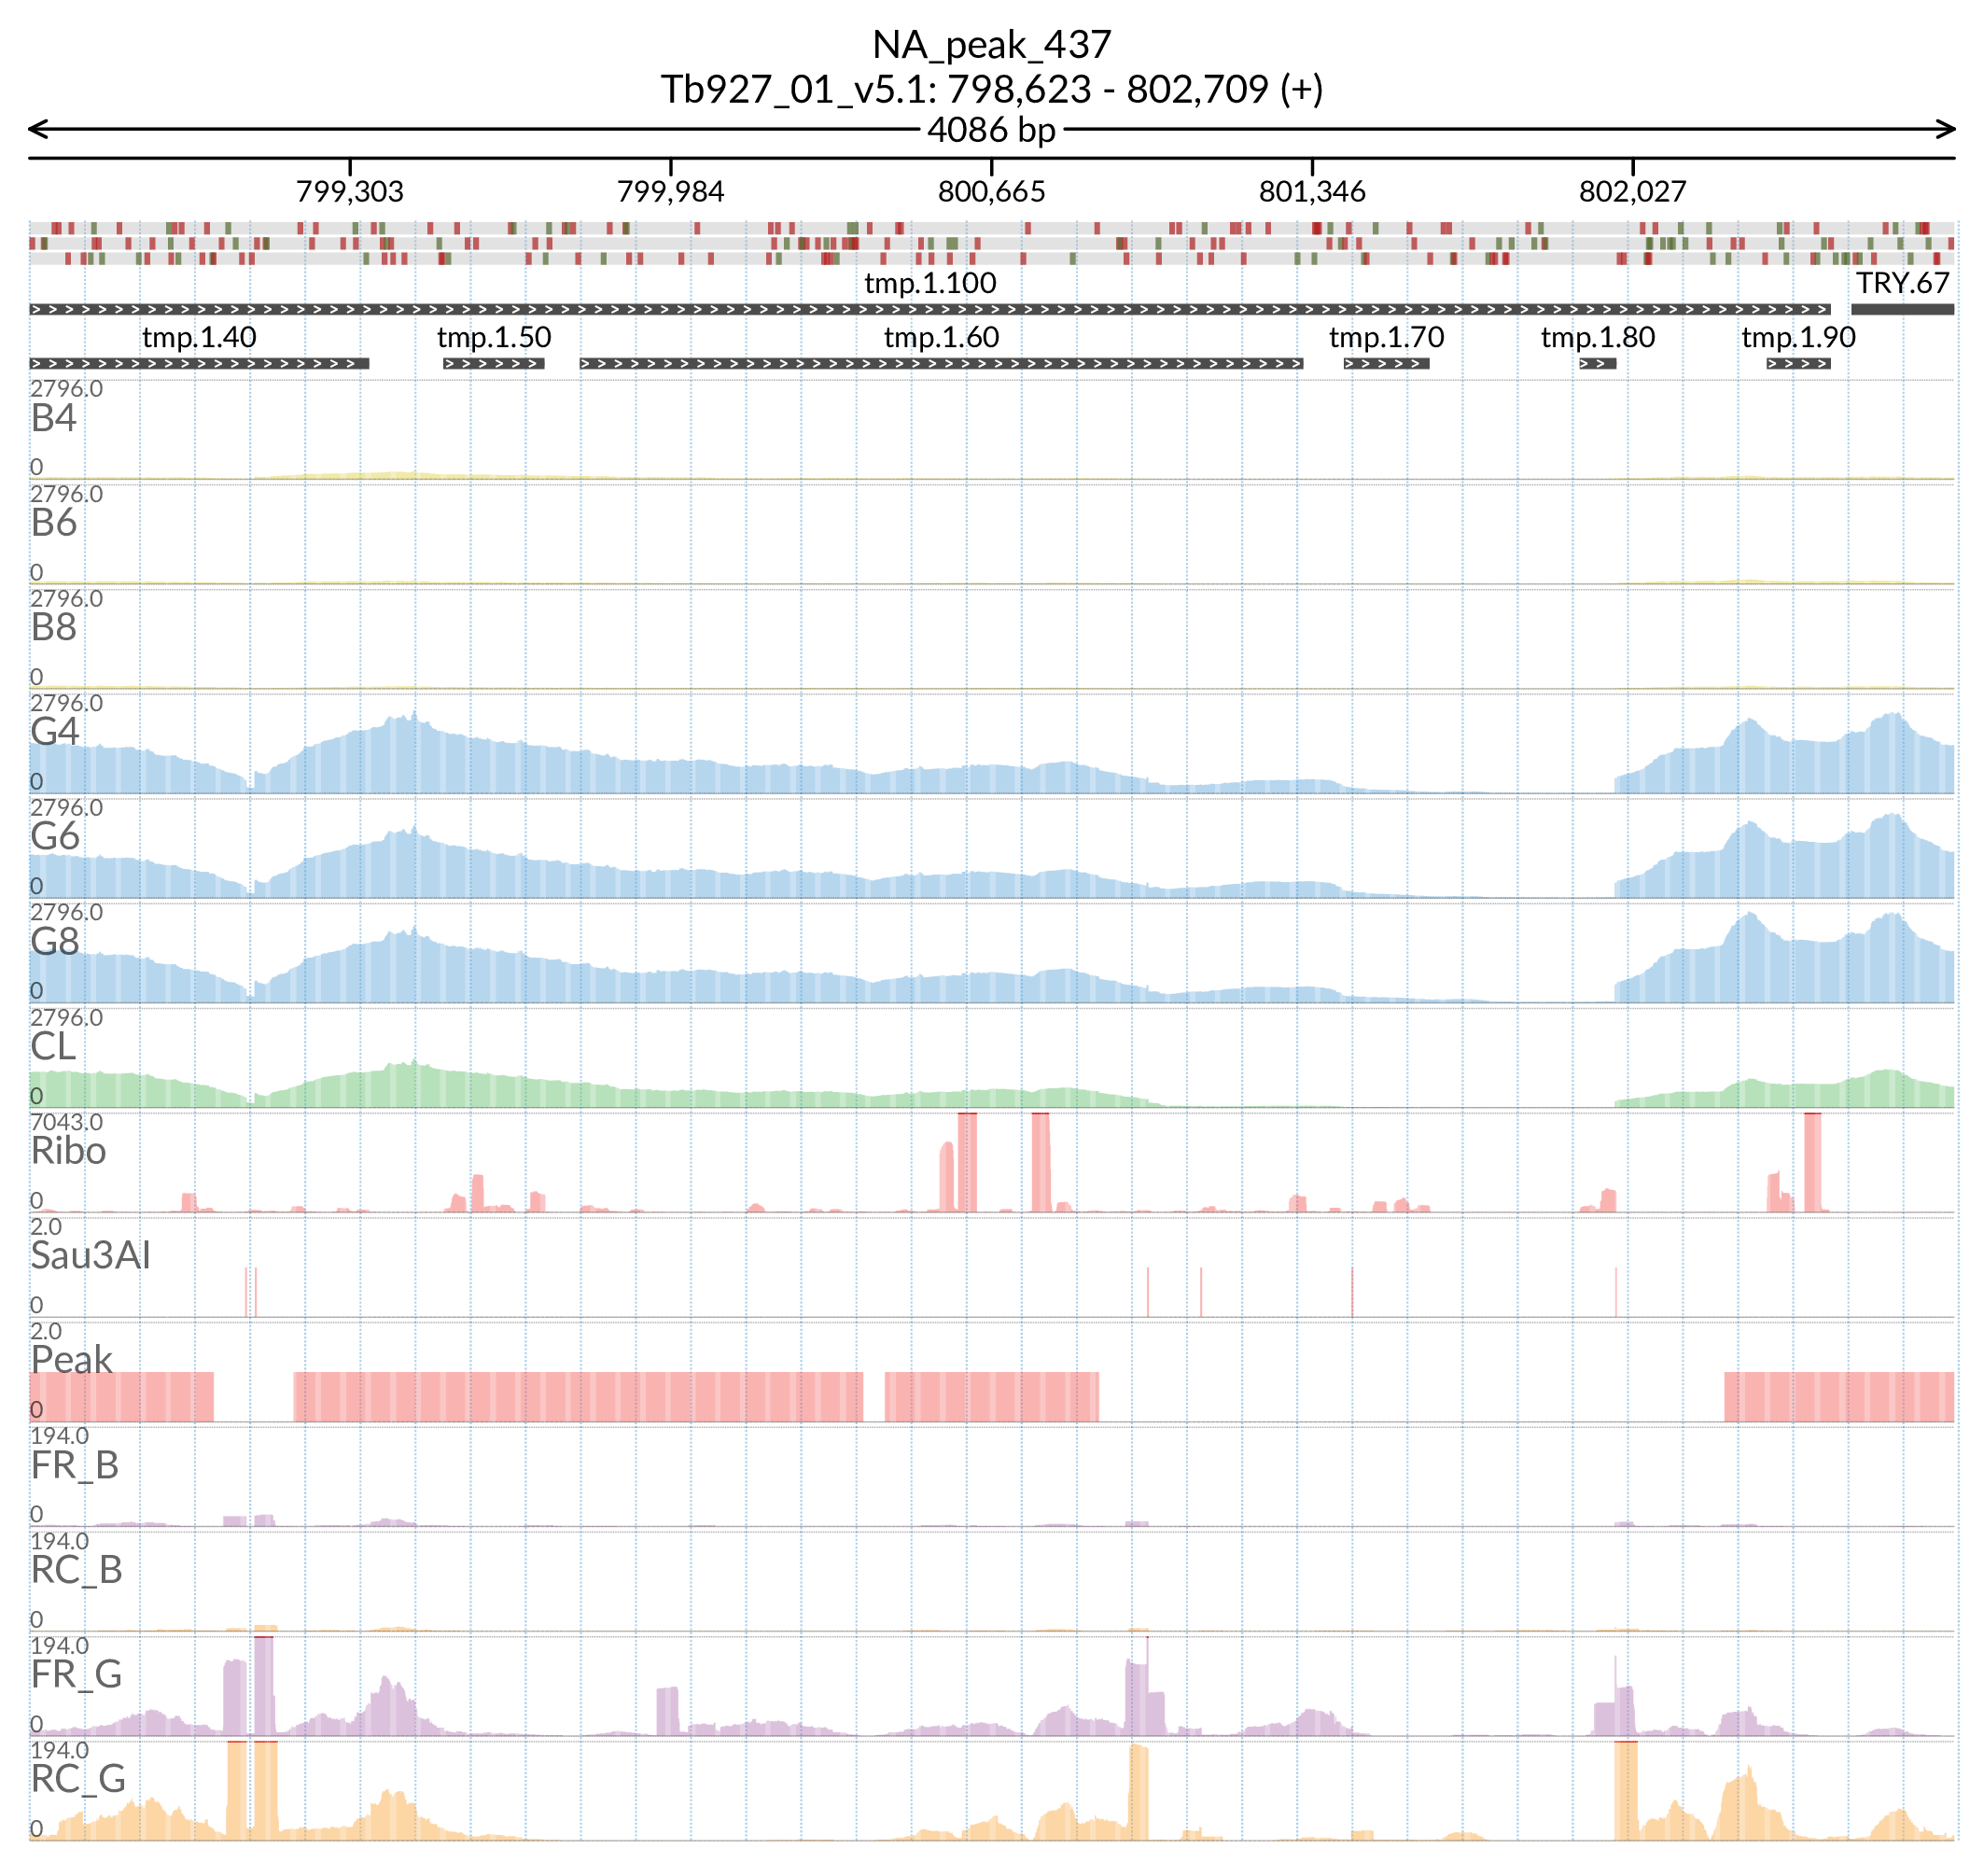 NA_peak_437
Tb927_01_v5.1: 798,623 - 802,709 (+)
4086 bp
799,303 799,984 800,665 801,346 802,027
tmp.1.100 TRY.67
tmp.1.40 tmp.1.50 tmp.1.60 tmp.1.70 tmp.1.80 tmp.1.90
2796.0
B4
0
2796.0
B6
0
2796.0
B8
0
2796.0
G4
0
2796.0
G6
0
2796.0
G8
0
2796.0
CL
0
7043.0
Ribo
0
2.0
Sau3AI
0
2.0
Peak
0
194.0
FR_B
0
194.0
RC_B
0
194.0
FR_G
0
194.0
RC_G
0